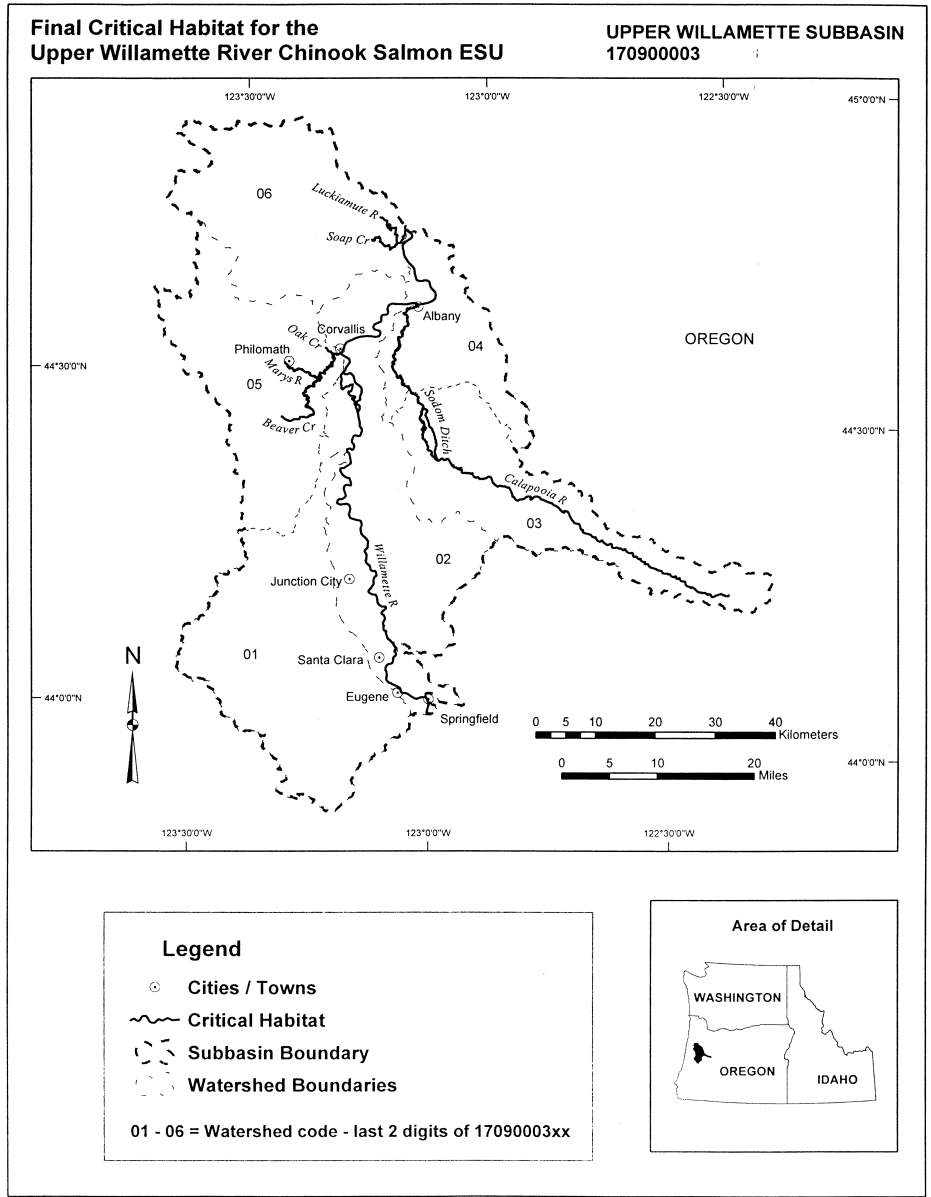 Final Critical Habitat for the
Upper Willamette River Chinook Salmon ESU
UPPER WILLAMETTE SUBBASIN
170900003
123°30'0"W
123°0'0"W
122°30'0"W
45°0'0"N
06
Luckiamute R
Soap Cr
Albany
Corvallis
Oak Cr
Philomath
Marys R
04
OREGON
44°30'0"N
05
Beaver Cr
Sodom Ditch
44°30'0"N
Calapooia R
03
02
Willamette R
Junction City
01
Santa Clara
Eugene
Springfield
N
44°0'0"N
0 5 10 20 30 40
Kilometers
0 5 10 20
Miles
44°0'0"N
123°30'0"W
123°0'0"W
122°30'0"W
Legend
Cities / Towns
Critical Habitat
Subbasin Boundary
Watershed Boundaries
01 - 06 = Watershed code - last 2 digits of 17090003xx
Area of Detail
WASHINGTON
OREGON
IDAHO